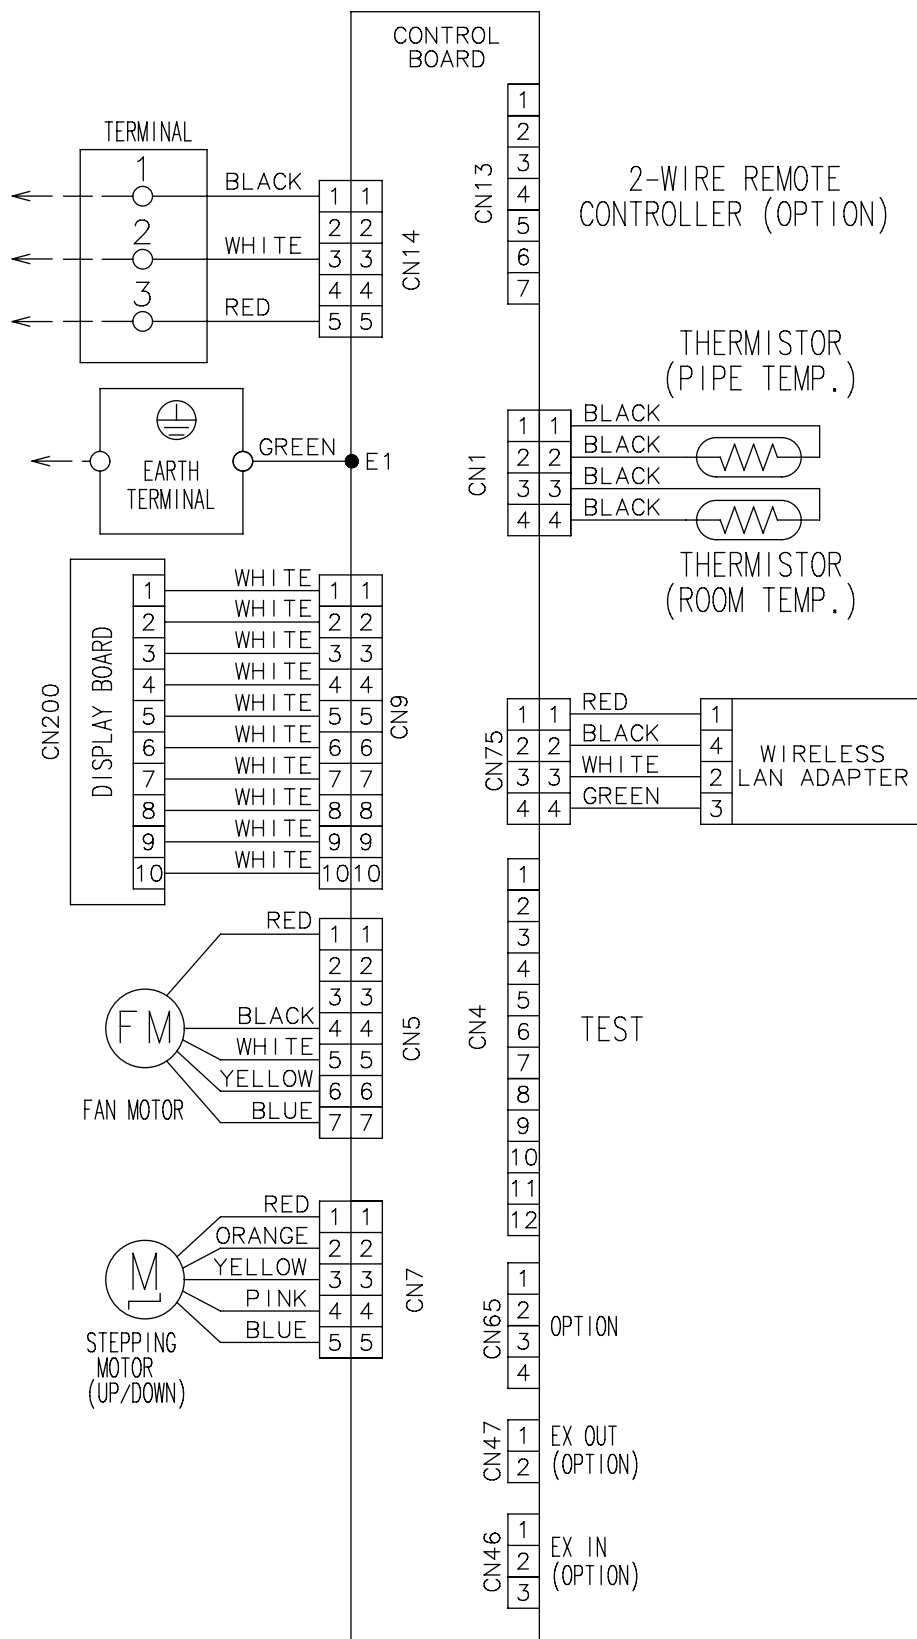 CONTROL
BOARD
TERMINAL
1
BLACK
2
WHITE
3
RED
1 1
2 2
3 3
4 4
5 5
CN14
EARTH
TERMINAL
GREEN
E1
CN200
DISPLAY BOARD
1
2
3
4
5
6
7
8
9
10
WHITE
WHITE
WHITE
WHITE
WHITE
WHITE
WHITE
WHITE
WHITE
WHITE
1 1
2 2
3 3
4 4
5 5
6 6
7 7
8 8
9 9
10 10
CN9
FM
FAN MOTOR
RED
BLACK
WHITE
YELLOW
BLUE
1 1
2 2
3 3
4 4
5 5
6 6
7 7
CN5
M
STEPPING
MOTOR
(UP/DOWN)
RED
ORANGE
YELLOW
PINK
BLUE
1 1
2 2
3 3
4 4
5 5
CN7
CN13
1
2
3
4
5
6
7
2-WIRE REMOTE
CONTROLLER (OPTION)
THERMISTOR
(PIPE TEMP.)
CN1
1 1
2 2
3 3
4 4
BLACK
BLACK
BLACK
BLACK
THERMISTOR
(ROOM TEMP.)
CN75
1 1
2 2
3 3
4 4
RED
BLACK
WHITE
GREEN
1
4
2
3
WIRELESS
LAN ADAPTER
CN4
1
2
3
4
5
6
7
8
9
10
11
12
TEST
CN65
1
2
3
4
OPTION
CN47
1
2
EX OUT
(OPTION)
CN46
1
2
3
EX IN
(OPTION)